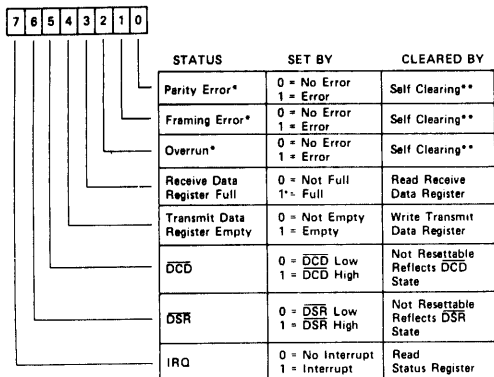 7 6 5 4 3 2 1 0
STATUS SET BY CLEARED BY
Parity Error* 0 = No Error Self Clearing**
1 = Error
Framing Error* 0 = No Error Self Clearing**
1 = Error
Overrun* 0 = No Error Self Clearing**
1 = Error
Receive Data 0 = Not Full Read Receive
Register Full 1*= Full Data Register
Transmit Data 0 = Not Empty Write Transmit
Register Empty 1 = Empty Data Register
DCD 0 = DCD Low Not Resettable
1 = DCD High Reflects DCD
State
DSR 0 = DSR Low Not Resettable
1 = DSR High Reflects DSR
State
IRQ 0 = No Interrupt Read
1 = Interrupt Status Register